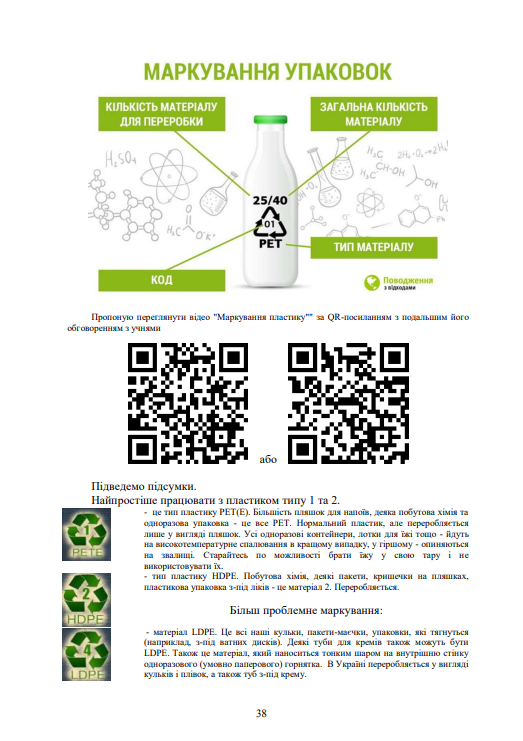 МАРКУВАННЯ УПАКОВОК
КІЛЬКІСТЬ МАТЕРІАЛУ
ДЛЯ ПЕРЕРОБКИ
ЗАГАЛЬНА КІЛЬКІСТЬ
МАТЕРІАЛУ
H₂SO₄
H₃C
CH-OH
OH
25/40
01
PET
H₃C
O
ТИП МАТЕРІАЛУ
КОД
Поводження
з відходами
Пропоную переглянути відео "Маркування пластику"" за QR-посиланням з подальшим його
обговоренням з учнями
або
Підведемо підсумки.
Найпростіше працювати з пластиком типу 1 та 2.
1
PETE
- це тип пластику PET(E). Більшість пляшок для напоїв, деяка побутова хімія та
одноразова упаковка - це все PET. Нормальний пластик, але переробляється
лише у вигляді пляшок. Усі одноразові контейнери, лотки для їжі тощо - йдуть
на високотемпературне спалювання в кращому випадку, у гіршому - опиняються
на звалищі. Старайтесь по можливості брати їжу у свою тару і не
використовувати їх.
2
HDPE
- тип пластику HDPE. Побутова хімія, деякі пакети, кришечки на пляшках,
пластикова упаковка з-під ліків - це матеріал 2. Переробляється.
Більш проблемне маркування:
4
LDPE
- матеріал LDPE. Це всі наші кульки, пакети-маєчки, упаковки, які тягнуться
(наприклад, з-під ватних дисків). Деякі туби для кремів також можуть бути
LDPE. Також це матеріал, який наноситься тонким шаром на внутрішню стінку
одноразового (умовно паперового) горнятка. В Україні переробляється у вигляді
кульків і плівок, а також туб з-під крему.
38